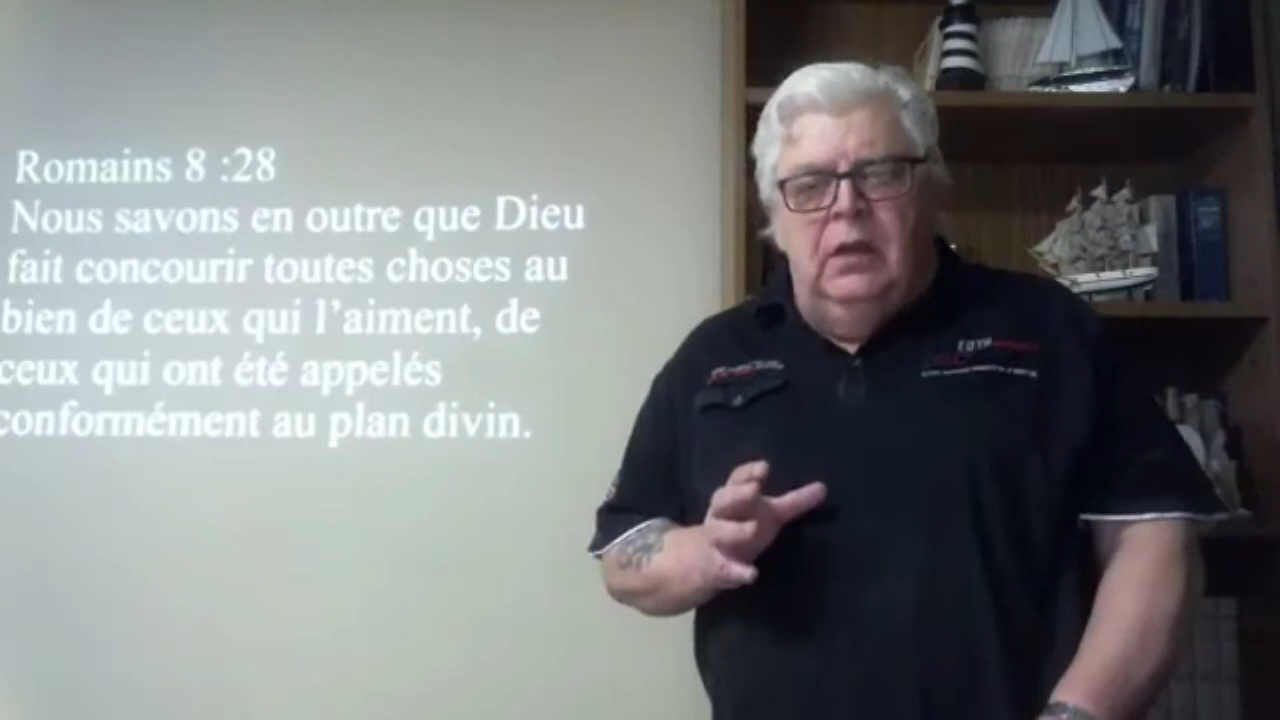 Romains 8 :28
Nous savons en outre que Dieu
fait concourir toutes choses au
bien de ceux qui l’aiment, de
ceux qui ont été appelés
conformément au plan divin.